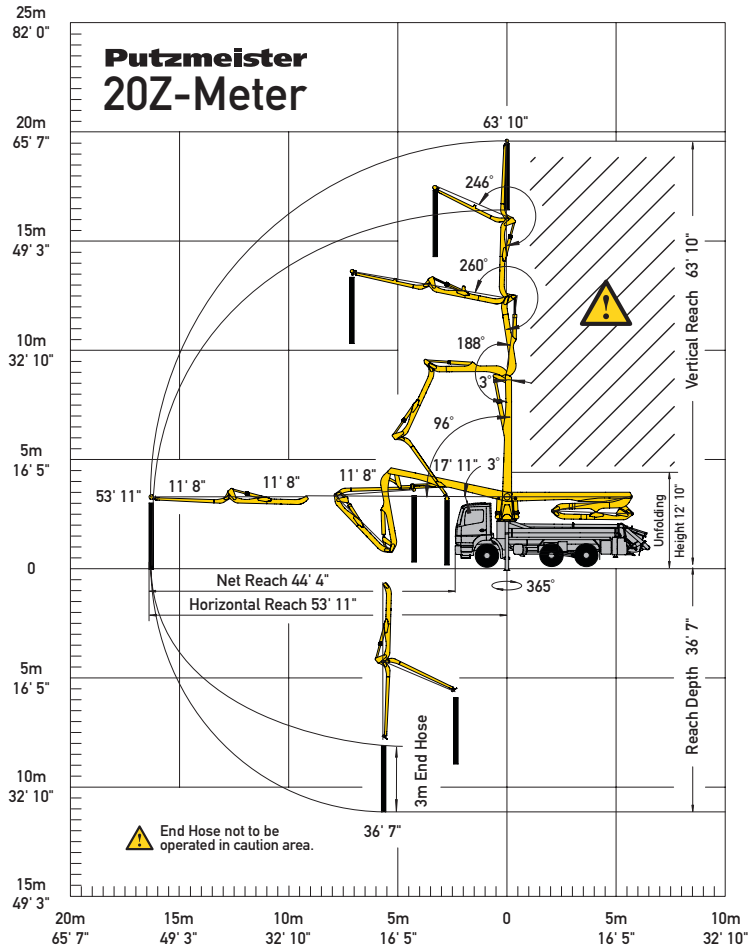 25m
82' 0"
Putzmeister
20Z-Meter
20m
65' 7"
63' 10"
246°
15m
49' 3"
260°
Vertical Reach 63' 10"
10m
32' 10"
188°
3°
96°
5m
16' 5"
17' 11"
3°
11' 8"
11' 8"
11' 8"
53' 11"
Unfolding
Height 12' 10"
0
Net Reach 44' 4"
365°
Horizontal Reach 53' 11"
5m
16' 5"
Reach Depth 36' 7"
3m End Hose
10m
32' 10"
End Hose not to be
operated in caution area.
36' 7"
15m
49' 3"
20m
65' 7"
15m
49' 3"
10m
32' 10"
5m
16' 5"
0
5m
16' 5"
10m
32' 10"